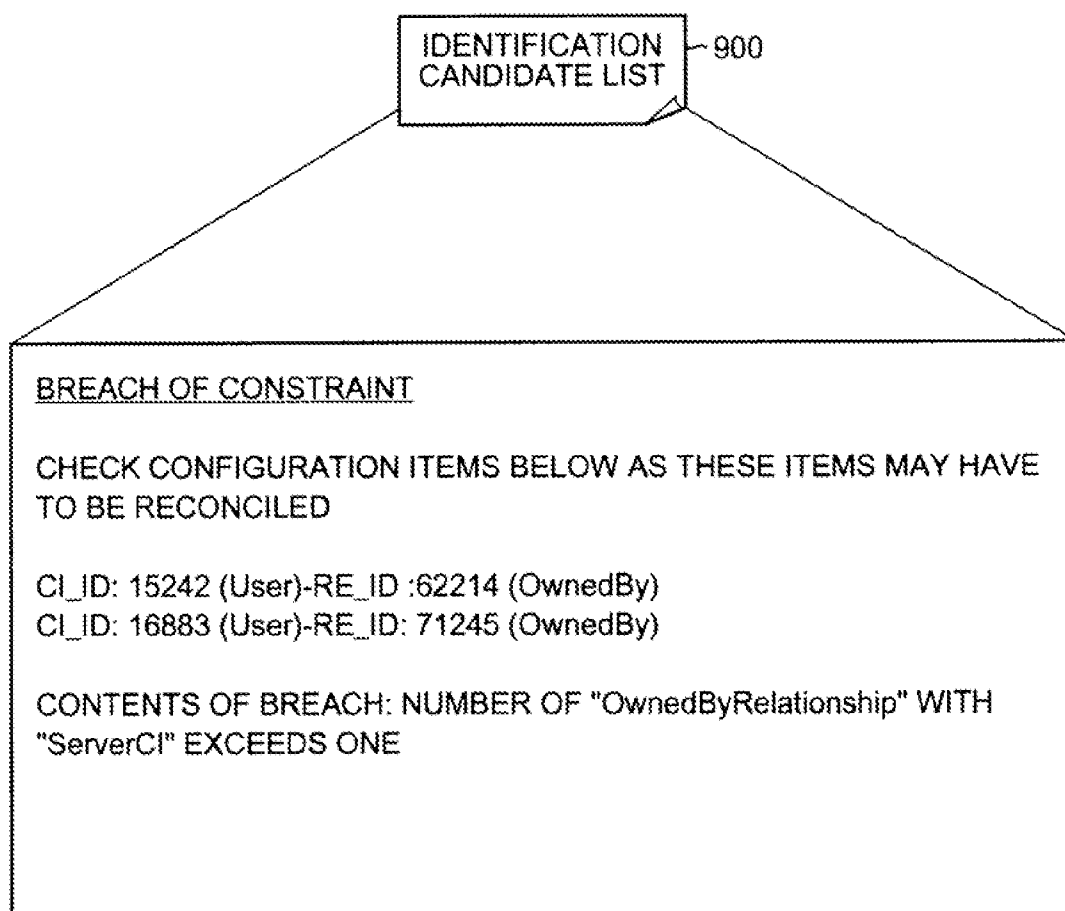 IDENTIFICATION
CANDIDATE LIST
900
BREACH OF CONSTRAINT
CHECK CONFIGURATION ITEMS BELOW AS THESE ITEMS MAY HAVE
TO BE RECONCILED
CI_ID: 15242 (User)-RE_ID :62214 (OwnedBy)
CI_ID: 16883 (User)-RE_ID: 71245 (OwnedBy)
CONTENTS OF BREACH: NUMBER OF "OwnedByRelationship" WITH
"ServerCI" EXCEEDS ONE